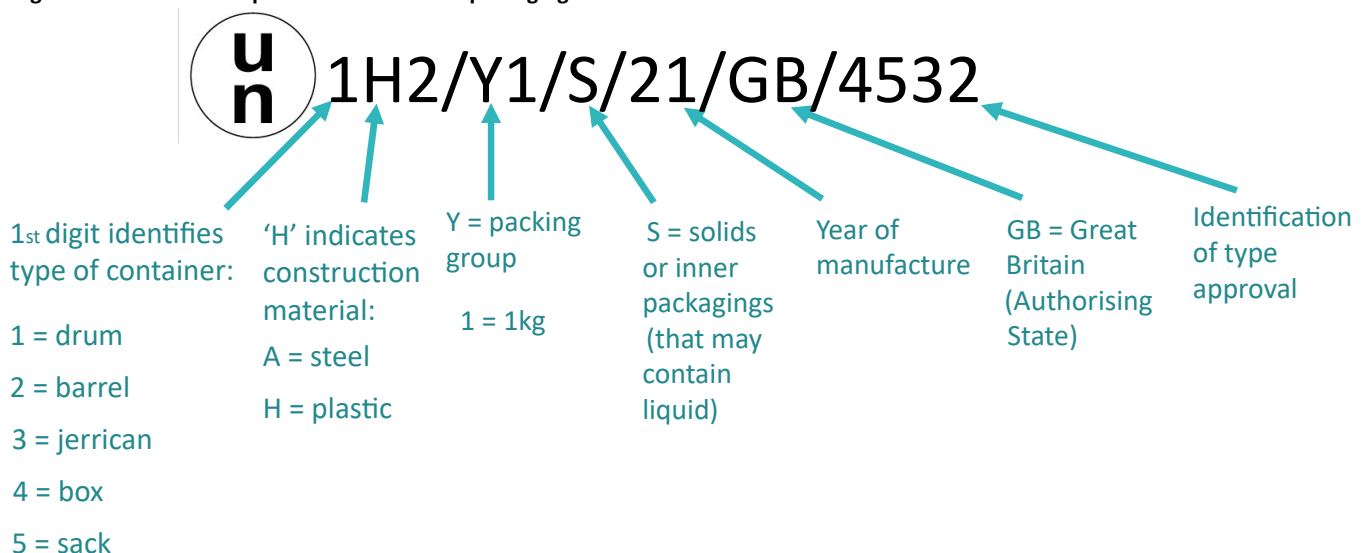 un
1H2/Y1/S/21/GB/4532
1st digit identifies
type of container:
1 = drum
2 = barrel
3 = jerrican
4 = box
5 = sack
‘H’ indicates
construction
material:
A = steel
H = plastic
Y = packing
group
1 = 1kg
S = solids
or inner
packagings
(that may
contain
liquid)
Year of
manufacture
GB = Great
Britain
(Authorising
State)
Identification
of type
approval